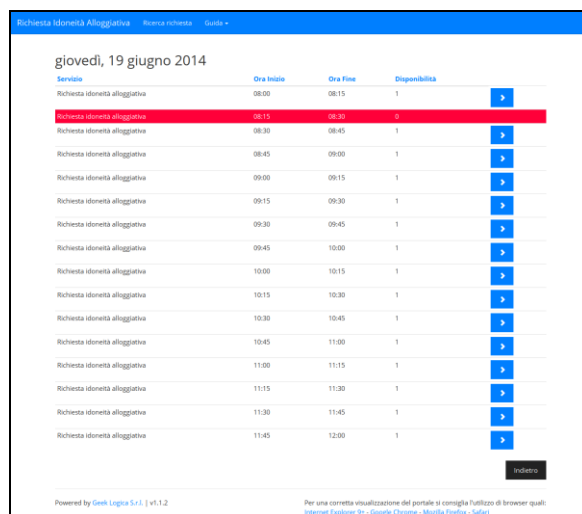 Richiesta Idoneità Alloggiativa Ricerca richiesta Guida
giovedì, 19 giugno 2014
Servizio Ora Inizio Ora Fine Disponibilità
Richiesta idoneità alloggiativa 08:00 08:15 1
Richiesta idoneità alloggiativa 08:15 08:30 0
Richiesta idoneità alloggiativa 08:30 08:45 1
Richiesta idoneità alloggiativa 08:45 09:00 1
Richiesta idoneità alloggiativa 09:00 09:15 1
Richiesta idoneità alloggiativa 09:15 09:30 1
Richiesta idoneità alloggiativa 09:30 09:45 1
Richiesta idoneità alloggiativa 09:45 10:00 1
Richiesta idoneità alloggiativa 10:00 10:15 1
Richiesta idoneità alloggiativa 10:15 10:30 1
Richiesta idoneità alloggiativa 10:30 10:45 1
Richiesta idoneità alloggiativa 10:45 11:00 1
Richiesta idoneità alloggiativa 11:00 11:15 1
Richiesta idoneità alloggiativa 11:15 11:30 1
Richiesta idoneità alloggiativa 11:30 11:45 1
Richiesta idoneità alloggiativa 11:45 12:00 1
Indietro
Powered by Geek Logica S.r.l. | v1.1.2 Per una corretta visualizzazione del portale si consiglia l'utilizzo di browser quali:
Internet Explorer 9+ - Google Chrome - Mozilla Firefox - Safari